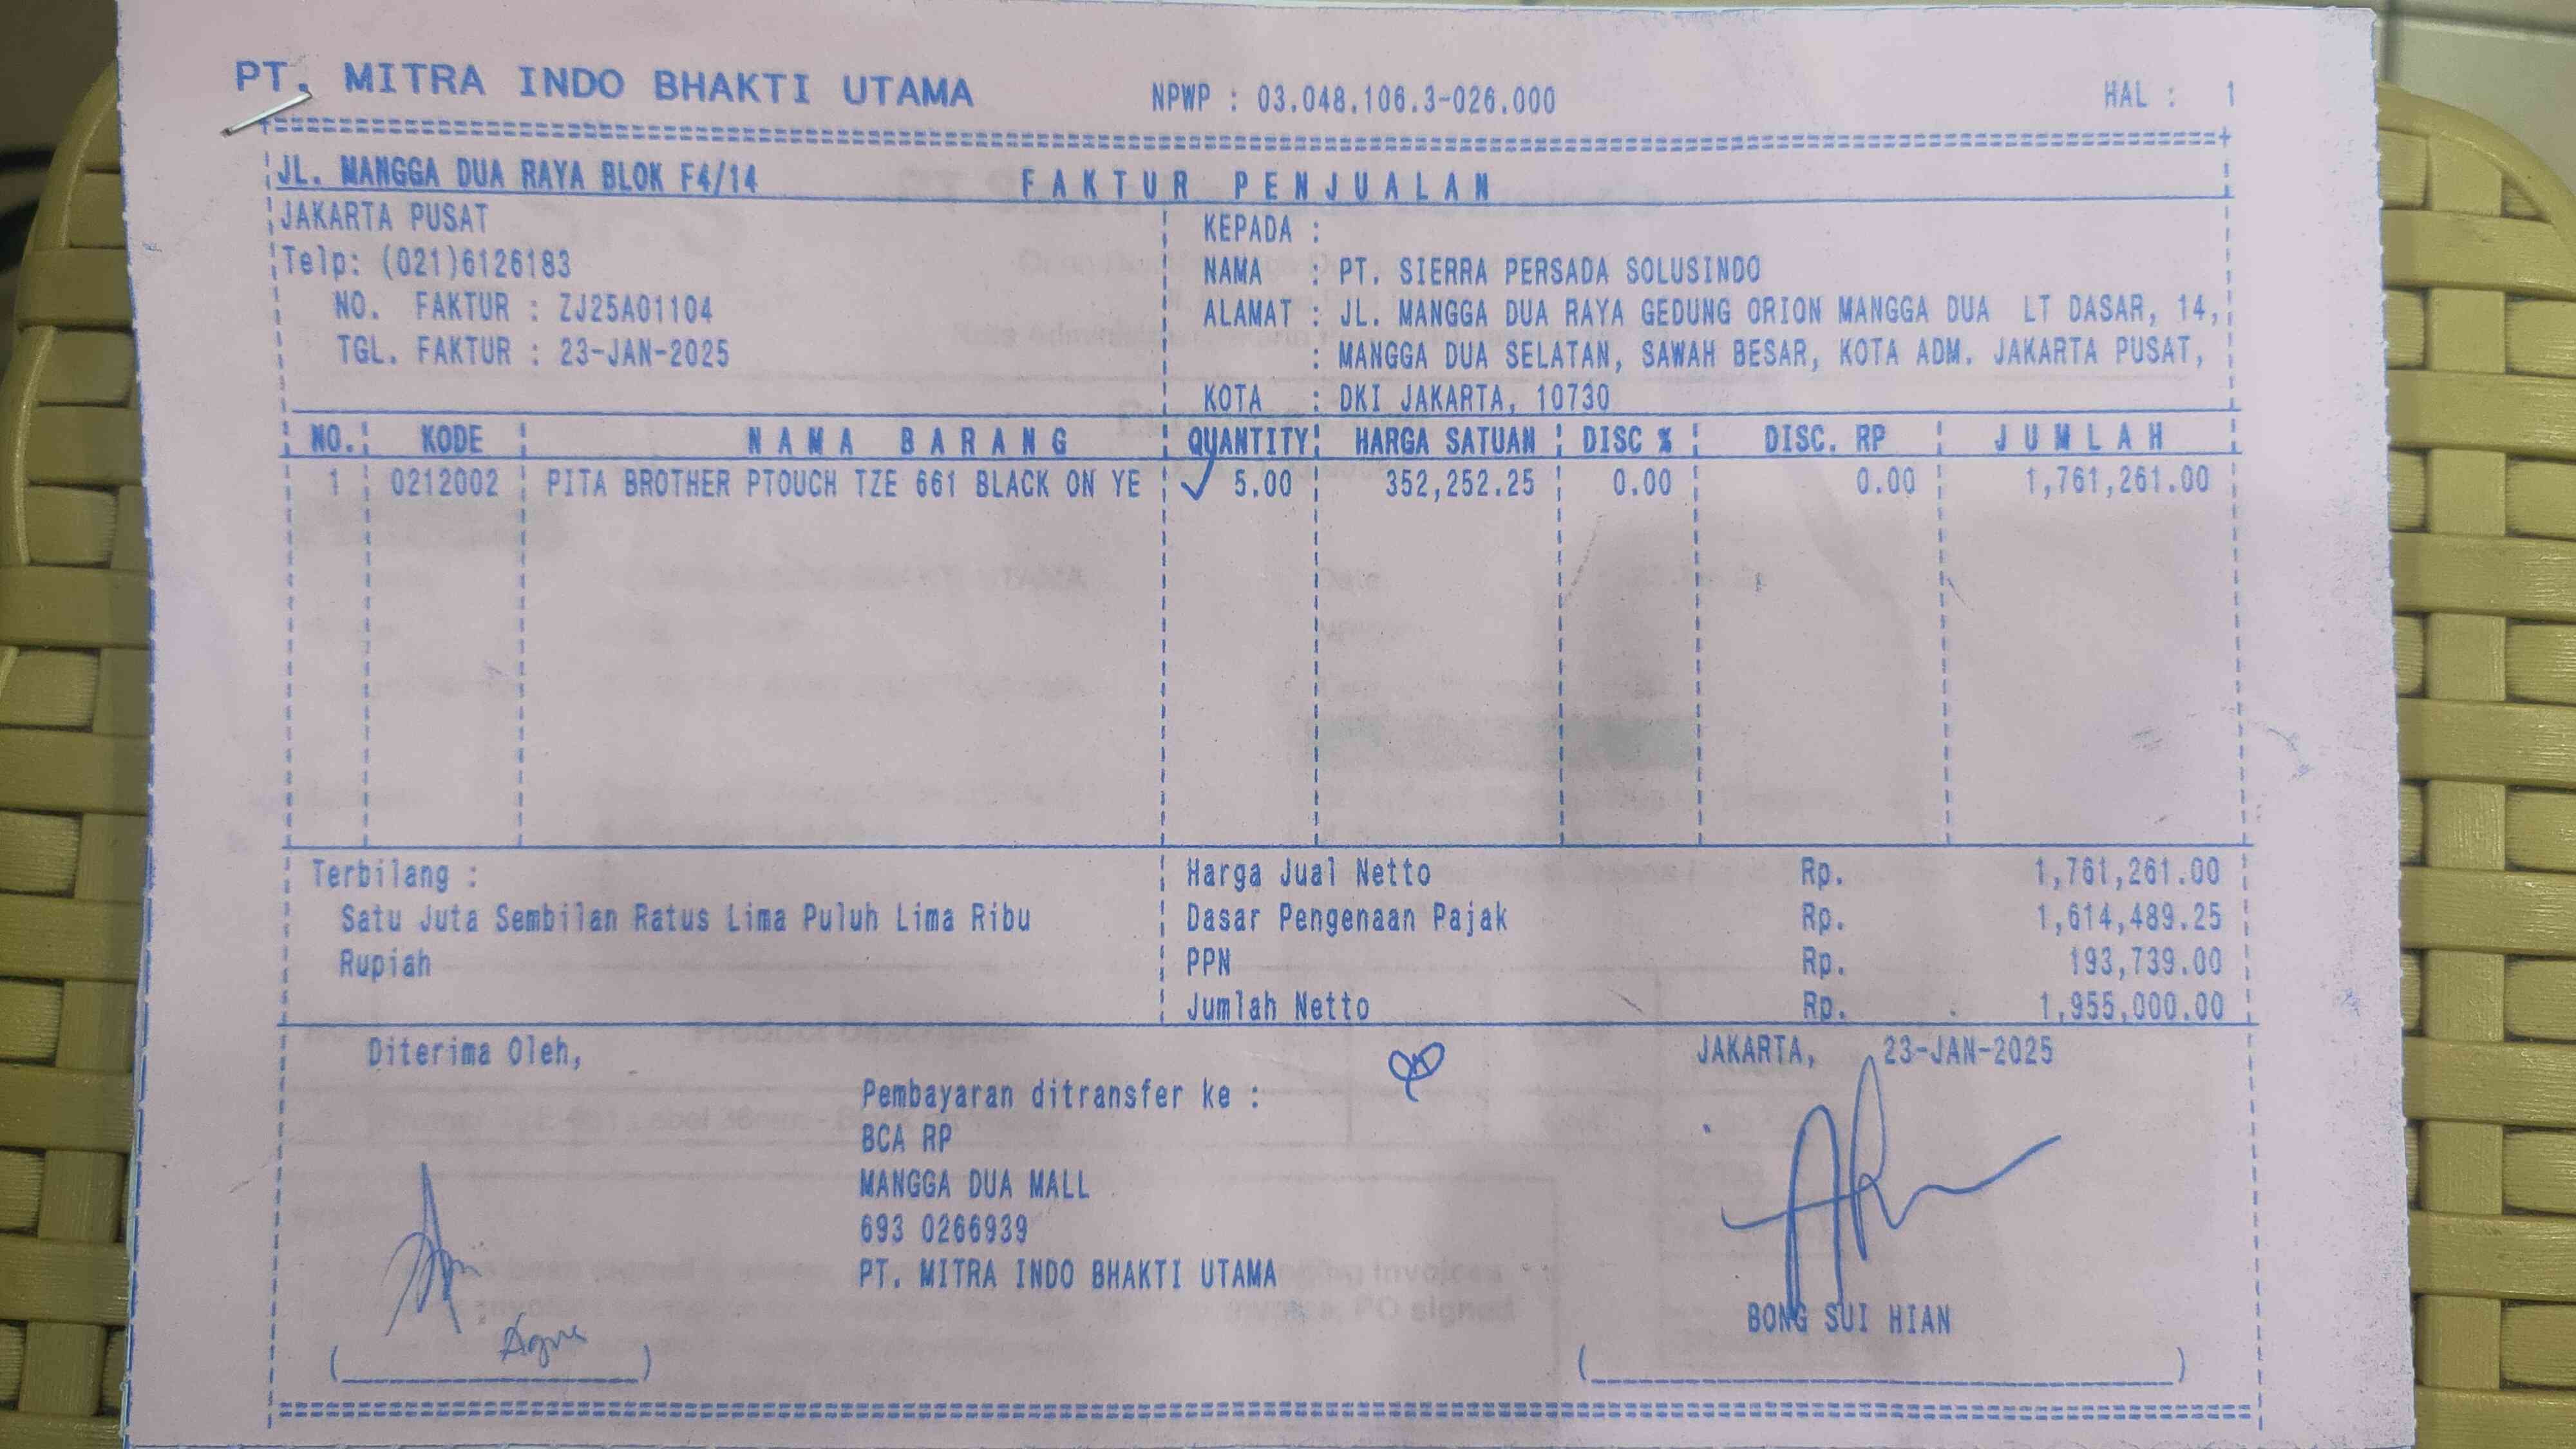 PT. MITRA INDO BHAKTI UTAMA NPWP : 03.048.106.3-026.000 HAL : 1
JL. MANGGA DUA RAYA BLOK F4/14 FAKTUR PENJUALAN
JAKARTA PUSAT
Telp: (021)6126183
NO. FAKTUR : ZJ25A01104
TGL. FAKTUR : 23-JAN-2025
KEPADA :
NAMA : PT. SIERRA PERSADA SOLUSINDO
ALAMAT : JL. MANGGA DUA RAYA GEDUNG ORION MANGGA DUA LT DASAR, 14,
: MANGGA DUA SELATAN, SAWAH BESAR, KOTA ADM. JAKARTA PUSAT,
KOTA : DKI JAKARTA, 10730
NO. KODE NAMA BARANG QUANTITY HARGA SATUAN DISC % DISC. RP JUMLAH
1 0212002 PITA BROTHER PTOUCH TZE 661 BLACK ON YE 5.00 352,252.25 0.00 0.00 1,761,261.00
Terbilang :
Satu Juta Sembilan Ratus Lima Puluh Lima Ribu
Rupiah
Harga Jual Netto Rp. 1,761,261.00
Dasar Pengenaan Pajak Rp. 1,614,489.25
PPN Rp. 193,739.00
Jumlah Netto Rp. 1,955,000.00
Diterima Oleh,
Agus
Pembayaran ditransfer ke :
BCA RP
MANGGA DUA MALL
693 0266939
PT. MITRA INDO BHAKTI UTAMA
JAKARTA, 23-JAN-2025
BONG SUI HIAN